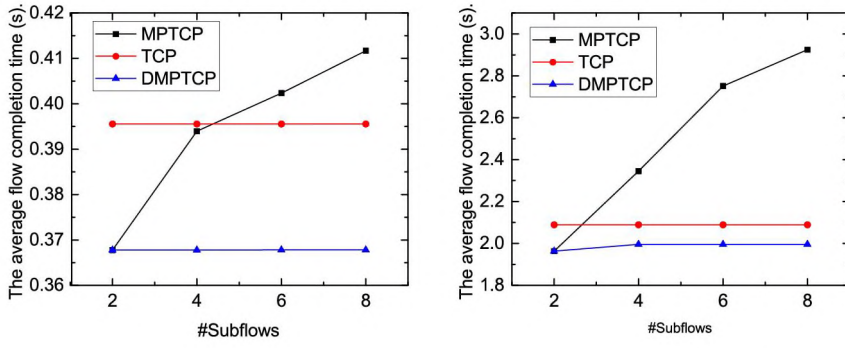 The average flow completion time (s).
0.42
0.41
0.40
0.39
0.38
0.37
0.36
MPTCP
TCP
DMPTCP
2 4 6 8
#Subflows
The average flow completion time (s).
3.0
2.8
2.6
2.4
2.2
2.0
1.8
MPTCP
TCP
DMPTCP
2 4 6 8
#Subflows